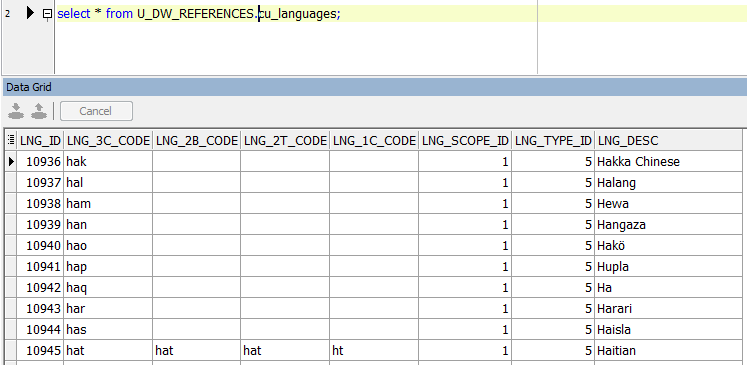 2 select * from U_DW_REFERENCES.cu_languages;
Data Grid
Cancel
LNG_ID LNG_3C_CODE LNG_2B_CODE LNG_2T_CODE LNG_1C_CODE LNG_SCOPE_ID LNG_TYPE_ID LNG_DESC
10936 hak 1 5 Hakka Chinese
10937 hal 1 5 Halang
10938 ham 1 5 Hewa
10939 han 1 5 Hangaza
10940 hao 1 5 Hakö
10941 hap 1 5 Hupla
10942 haq 1 5 Ha
10943 har 1 5 Harari
10944 has 1 5 Haisla
10945 hat hat hat ht 1 5 Haitian